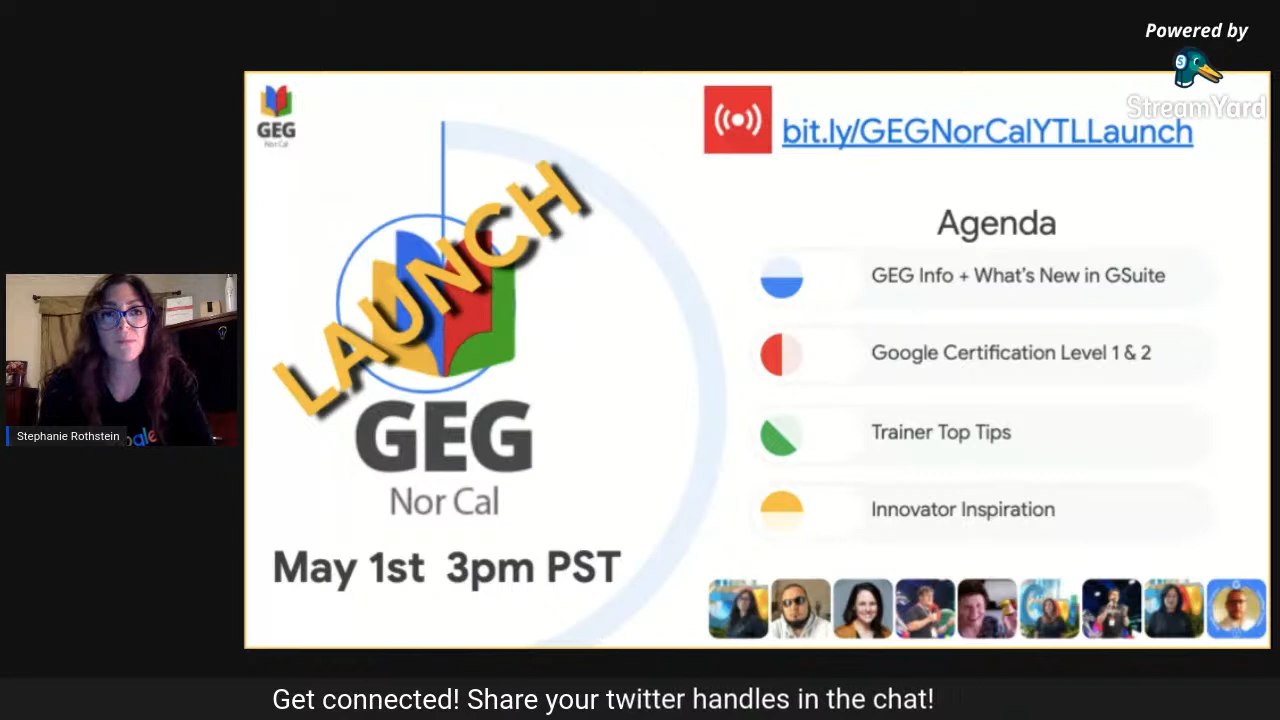 Powered by
StreamYard
GEG
Nor Cal
bit.ly/GEGNorCalYTLLaunch
LAUNCH
GEG
Nor Cal
May 1st 3pm PST
Agenda
GEG Info + What's New in GSuite
Google Certification Level 1 & 2
Trainer Top Tips
Innovator Inspiration
Stephanie Rothstein
ogle
Get connected! Share your twitter handles in the chat!